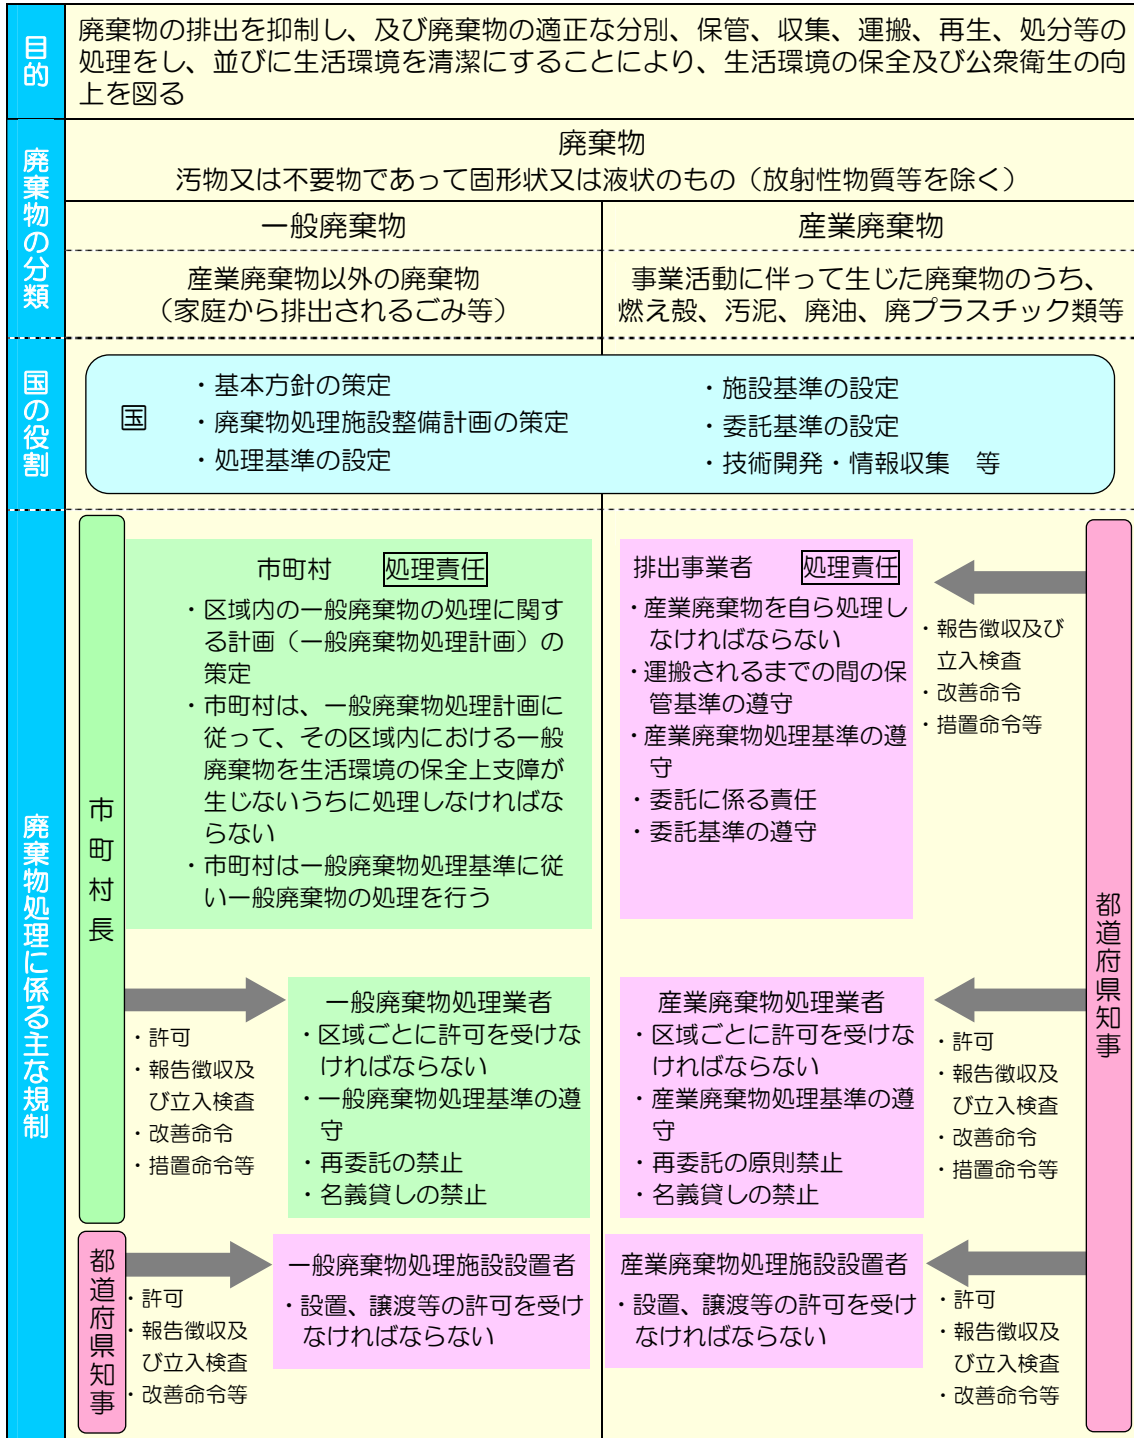 目的
廃棄物の排出を抑制し、及び廃棄物の適正な分別、保管、収集、運搬、再生、処分等の
処理をし、並びに生活環境を清潔にすることにより、生活環境の保全及び公衆衛生の向
上を図る
廃棄物の分類
廃棄物
汚物又は不要物であって固形状又は液状のもの（放射性物質等を除く）
一般廃棄物
産業廃棄物以外の廃棄物
（家庭から排出されるごみ等）
産業廃棄物
事業活動に伴って生じた廃棄物のうち、
燃え殻、汚泥、廃油、廃プラスチック類等
国の役割
国
・基本方針の策定
・廃棄物処理施設整備計画の策定
・処理基準の設定
・施設基準の設定
・委託基準の設定
・技術開発・情報収集　等
廃棄物処理に係る主な規制
市町村長
市町村　処理責任
・区域内の一般廃棄物の処理に関す
る計画（一般廃棄物処理計画）の
策定
・市町村は、一般廃棄物処理計画に
従って、その区域内における一般
廃棄物を生活環境の保全上支障が
生じないうちに処理しなければな
らない
・市町村は一般廃棄物処理基準に従
い一般廃棄物の処理を行う
排出事業者　処理責任
・産業廃棄物を自ら処理し
なければならない
・運搬されるまでの間の保
管基準の遵守
・産業廃棄物処理基準の遵
守
・委託に係る責任
・委託基準の遵守
・報告徴収及び
立入検査
・改善命令
・措置命令等
都道府県知事
・許可
・報告徴収及
び立入検査
・改善命令
・措置命令等
一般廃棄物処理業者
・区域ごとに許可を受けな
ければならない
・一般廃棄物処理基準の遵
守
・再委託の禁止
・名義貸しの禁止
産業廃棄物処理業者
・区域ごとに許可を受けな
ければならない
・産業廃棄物処理基準の遵
守
・再委託の原則禁止
・名義貸しの禁止
・許可
・報告徴収及
び立入検査
・改善命令
・措置命令等
都道府県知事
・許可
・報告徴収及
び立入検査
・改善命令等
一般廃棄物処理施設設置者
・設置、譲渡等の許可を受け
なければならない
産業廃棄物処理施設設置者
・設置、譲渡等の許可を受け
なければならない
・許可
・報告徴収及
び立入検査
・改善命令等